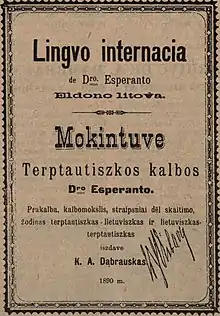 Lingvo internacia
de Dro. Esperanto
Eldono litova.
Mokintuve
Terptautiszkos kalbos
Dro Esperanto.
Prakalba, kalbomokslis, straipsniai dėl skaitimo,
žodinas terptautiszkas-lietuviszkas ir lietuviszkas-
terptautiszkas
iszdave
K. A. Dąbrauskas
1890 m.